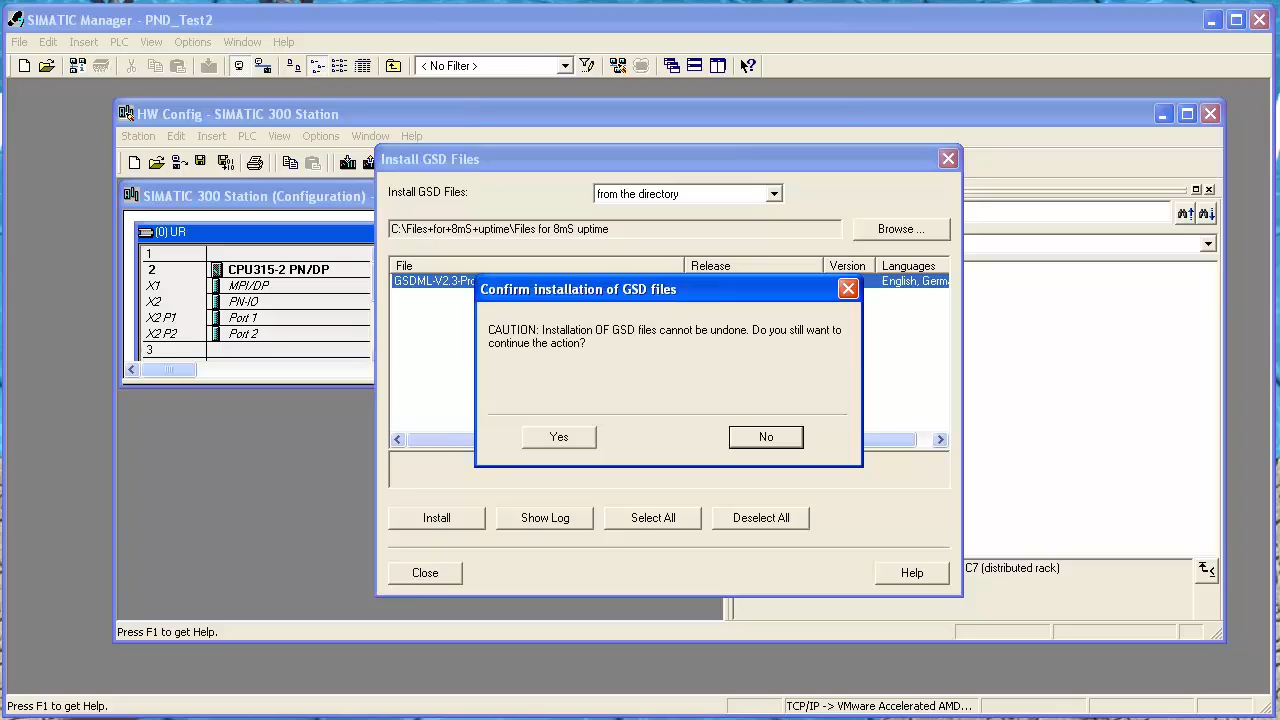 SIMATIC Manager - PND_Test2
File Edit Insert PLC View Options Window Help
< No Filter >
HW Config - SIMATIC 300 Station
Station Edit Insert PLC View Options Window Help
Install GSD Files
Install GSD Files: from the directory
SIMATIC 300 Station (Configuration) -
C:\Files+for+8mS+uptime\Files for 8mS uptime Browse ...
(0) UR
1
2 CPU315-2 PN/DP
X1 MPI/DP
X2 PN-IO
X2 P1 Port 1
X2 P2 Port 2
3
File Release Version Languages
GSDML-V2.3-Pro English, Germa
Confirm installation of GSD files
CAUTION: Installation OF GSD files cannot be undone. Do you still want to
continue the action?
Yes No
Install Show Log Select All Deselect All
Close Help
C7 (distributed rack)
Press F1 to get Help.
Press F1 to get Help. TCP/IP -> VMware Accelerated AMD...